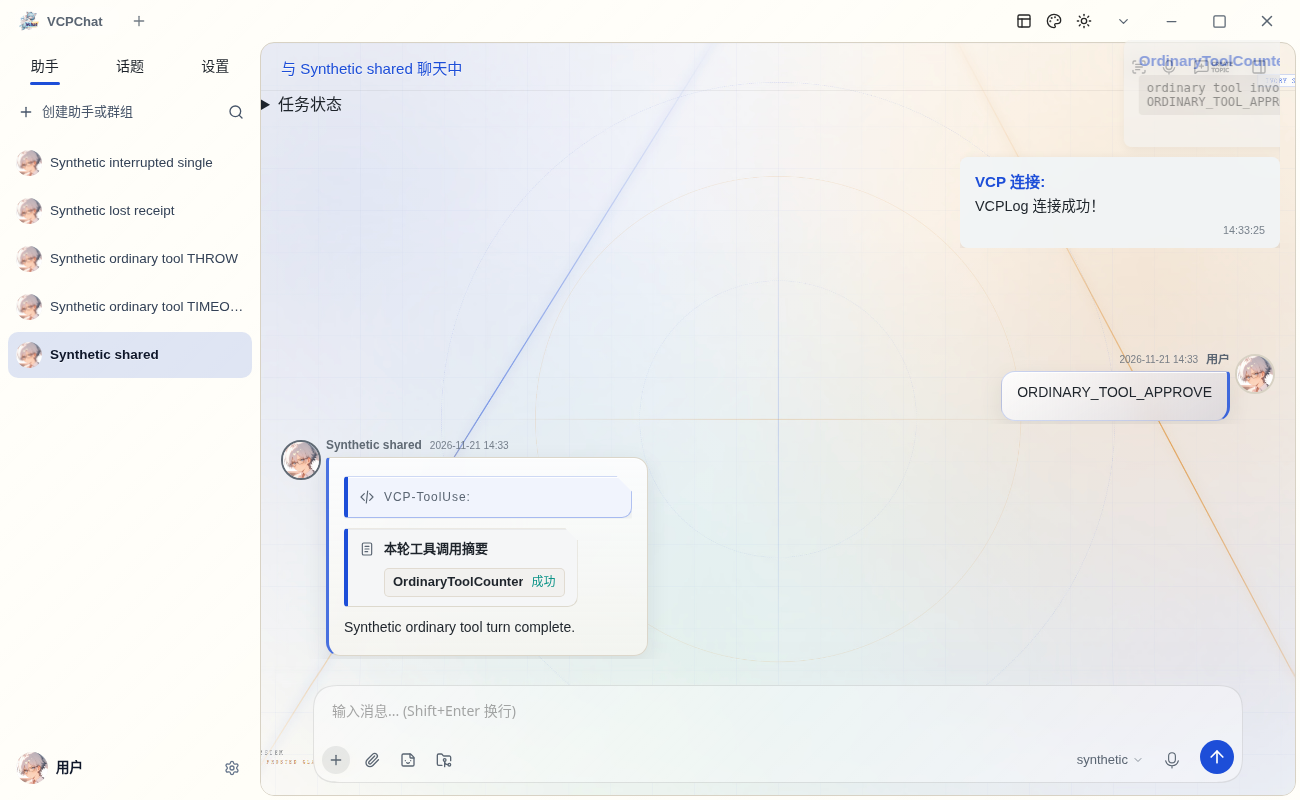 VCPChat
助手
话题
设置
创建助手或群组
Synthetic interrupted single
Synthetic lost receipt
Synthetic ordinary tool THROW
Synthetic ordinary tool TIMEO…
Synthetic shared
用户
与 Synthetic shared 聊天中
任务状态
OrdinaryToolCounte
ordinary tool invo
ORDINARY_TOOL_APPR
VCP 连接:
VCPLog 连接成功!
14:33:25
2026-11-21 14:33 用户
ORDINARY_TOOL_APPROVE
Synthetic shared 2026-11-21 14:33
VCP-ToolUse:
本轮工具调用摘要
OrdinaryToolCounter 成功
Synthetic ordinary tool turn complete.
输入消息... (Shift+Enter 换行)
synthetic